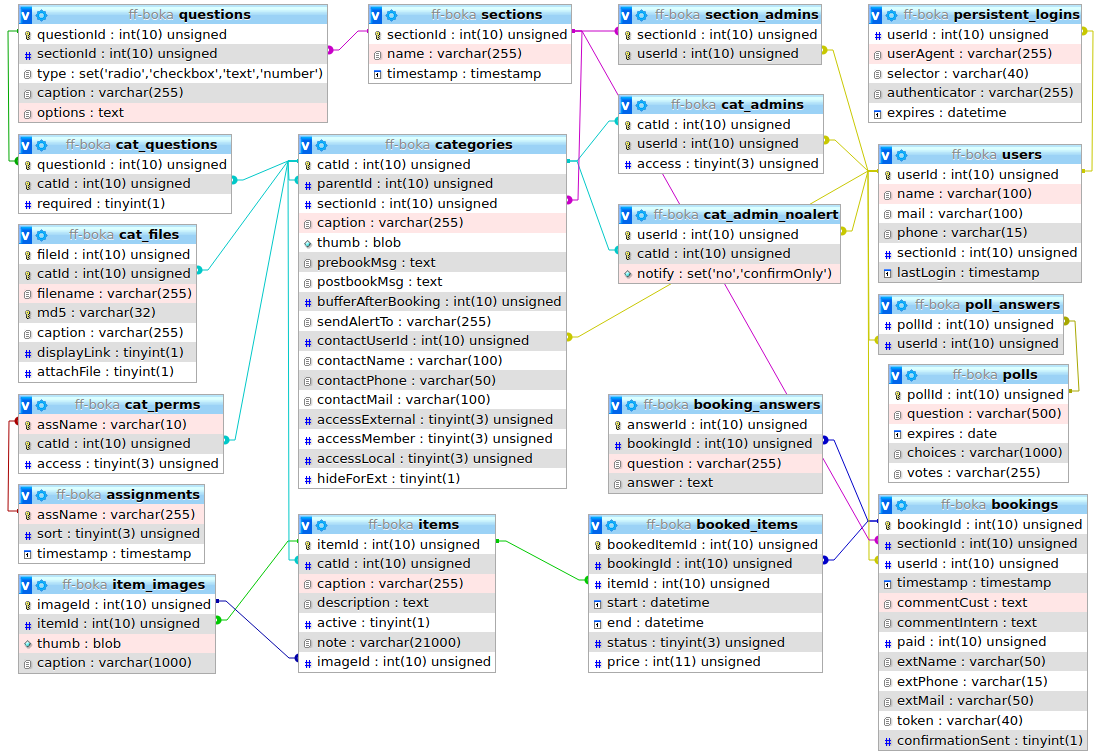 ff-boka questions
questionId : int(10) unsigned
sectionId : int(10) unsigned
type : set('radio','checkbox','text','number')
caption : varchar(255)
options : text
ff-boka sections
sectionId : int(10) unsigned
name : varchar(255)
timestamp : timestamp
ff-boka section_admins
sectionId : int(10) unsigned
userId : int(10) unsigned
ff-boka persistent_logins
userId : int(10) unsigned
userAgent : varchar(255)
selector : varchar(40)
authenticator : varchar(255)
expires : datetime
ff-boka cat_admins
catId : int(10) unsigned
userId : int(10) unsigned
access : tinyint(3) unsigned
ff-boka cat_questions
questionId : int(10) unsigned
catId : int(10) unsigned
required : tinyint(1)
ff-boka categories
catId : int(10) unsigned
parentId : int(10) unsigned
sectionId : int(10) unsigned
caption : varchar(255)
thumb : blob
prebookMsg : text
postbookMsg : text
bufferAfterBooking : int(10) unsigned
sendAlertTo : varchar(255)
contactUserId : int(10) unsigned
contactName : varchar(100)
contactPhone : varchar(50)
contactMail : varchar(100)
accessExternal : tinyint(3) unsigned
accessMember : tinyint(3) unsigned
accessLocal : tinyint(3) unsigned
hideForExt : tinyint(1)
ff-boka users
userId : int(10) unsigned
name : varchar(100)
mail : varchar(100)
phone : varchar(15)
sectionId : int(10) unsigned
lastLogin : timestamp
ff-boka cat_admin_noalert
userId : int(10) unsigned
catId : int(10) unsigned
notify : set('no','confirmOnly')
ff-boka cat_files
fileId : int(10) unsigned
catId : int(10) unsigned
filename : varchar(255)
md5 : varchar(32)
caption : varchar(255)
displayLink : tinyint(1)
attachFile : tinyint(1)
ff-boka poll_answers
pollId : int(10) unsigned
userId : int(10) unsigned
ff-boka polls
pollId : int(10) unsigned
question : varchar(500)
expires : date
choices : varchar(1000)
votes : varchar(255)
ff-boka cat_perms
assName : varchar(10)
catId : int(10) unsigned
access : tinyint(3) unsigned
ff-boka booking_answers
answerId : int(10) unsigned
bookingId : int(10) unsigned
question : varchar(255)
answer : text
ff-boka assignments
assName : varchar(255)
sort : tinyint(3) unsigned
timestamp : timestamp
ff-boka bookings
bookingId : int(10) unsigned
sectionId : int(10) unsigned
userId : int(10) unsigned
timestamp : timestamp
commentCust : text
commentIntern : text
paid : int(10) unsigned
extName : varchar(50)
extPhone : varchar(15)
extMail : varchar(50)
token : varchar(40)
confirmationSent : tinyint(1)
ff-boka items
itemId : int(10) unsigned
catId : int(10) unsigned
caption : varchar(255)
description : text
active : tinyint(1)
note : varchar(21000)
imageId : int(10) unsigned
ff-boka booked_items
bookedItemId : int(10) unsigned
bookingId : int(10) unsigned
itemId : int(10) unsigned
start : datetime
end : datetime
status : tinyint(3) unsigned
price : int(11) unsigned
ff-boka item_images
imageId : int(10) unsigned
itemId : int(10) unsigned
thumb : blob
caption : varchar(1000)